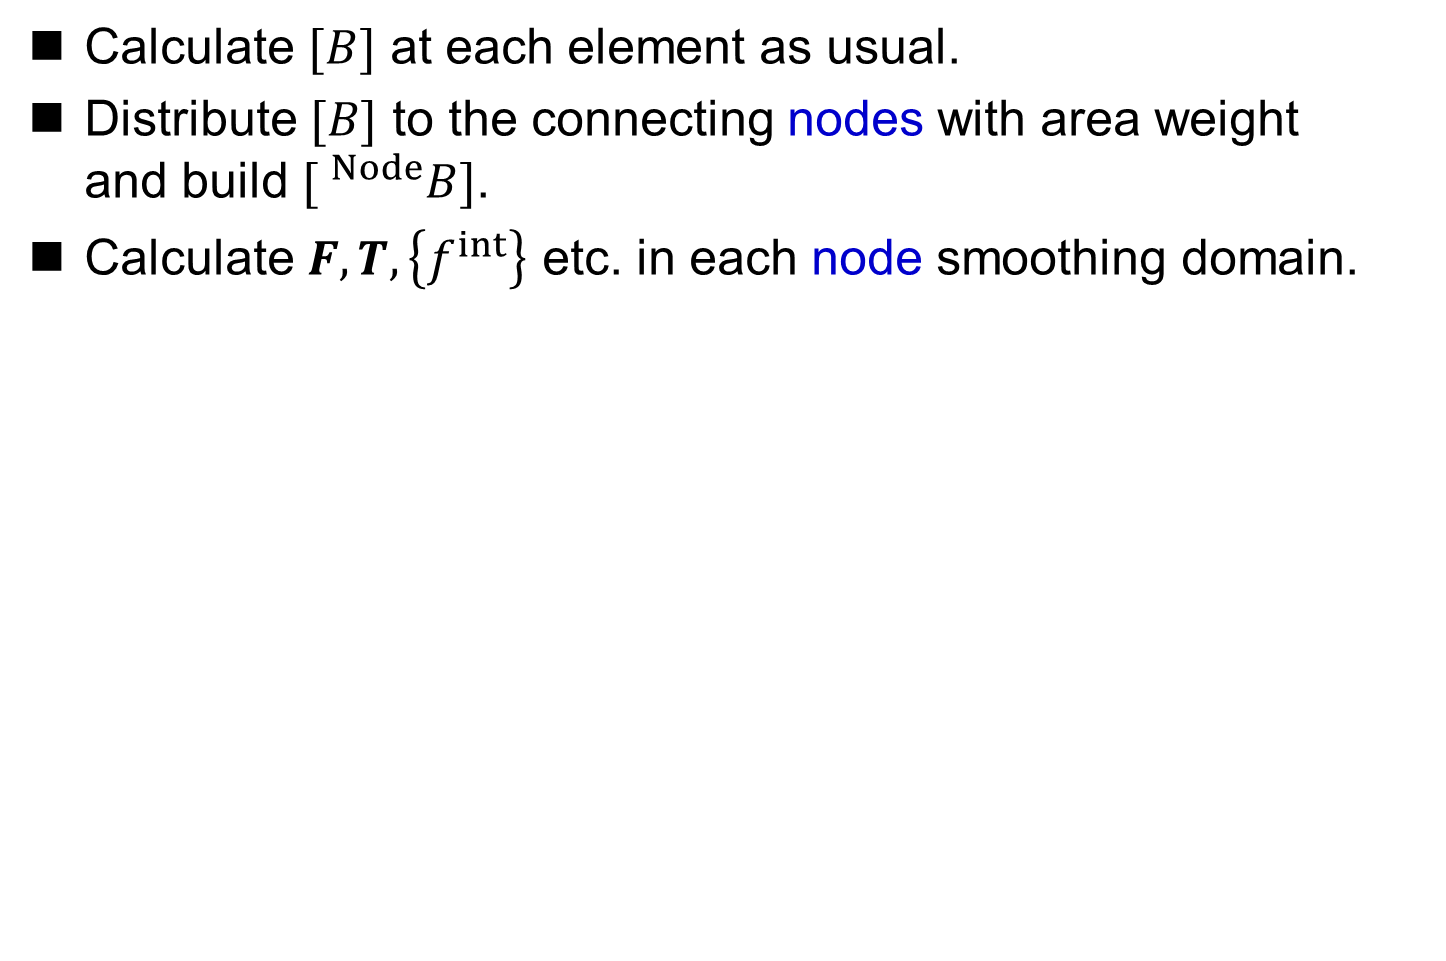 ■ Calculate [B] at each element as usual.
■ Distribute [B] to the connecting nodes with area weight
and build [ ᴺᵒᵈᵉB].
■ Calculate F, T, {f^int} etc. in each node smoothing domain.